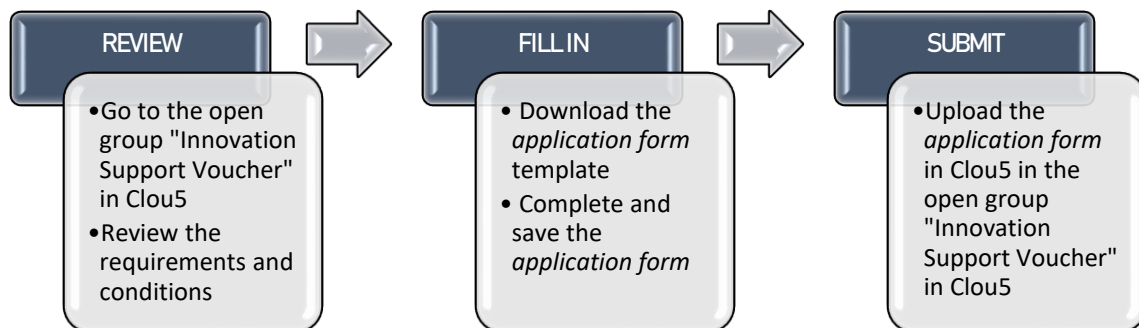 REVIEW
•Go to the open
group "Innovation
Support Voucher"
in Clou5
•Review the
requirements and
conditions
FILL IN
• Download the
application form
template
• Complete and
save the
application form
SUBMIT
•Upload the
application form
in Clou5 in the
open group
"Innovation
Support Voucher"
in Clou5